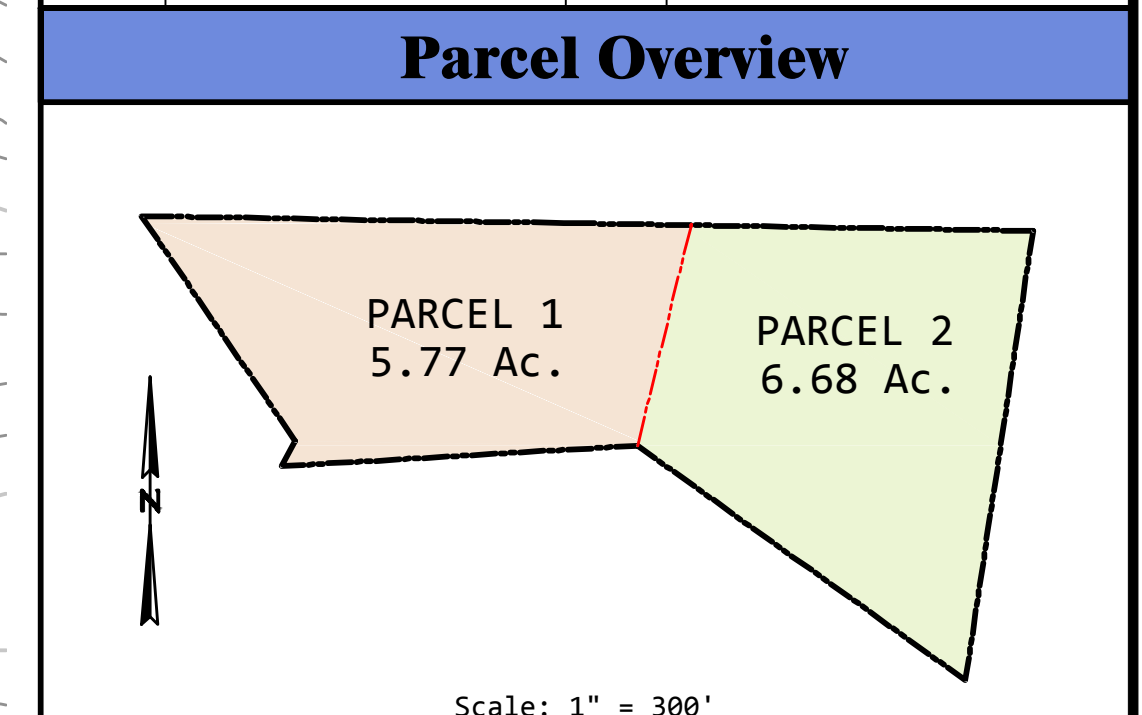 Parcel Overview
PARCEL 1
5.77 Ac.
PARCEL 2
6.68 Ac.
N
Scale: 1" = 300'